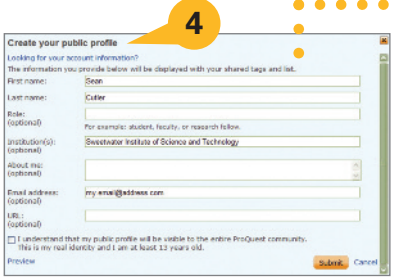 4
Create your public profile
Looking for your account information?
The information you provide below will be displayed with your shared tags and list.
First name: Sean
Last name: Cutler
Role:
(optional)
For example: student, faculty, or research fellow.
Institution(s): Sweetwater Institute of Science and Technology
(optional)
About me:
(optional)
Email address: my.email@address.com
(optional)
URL:
(optional)
I understand that my public profile will be visible to the entire ProQuest community.
This is my real identity and I am at least 13 years old.
Preview Submit Cancel